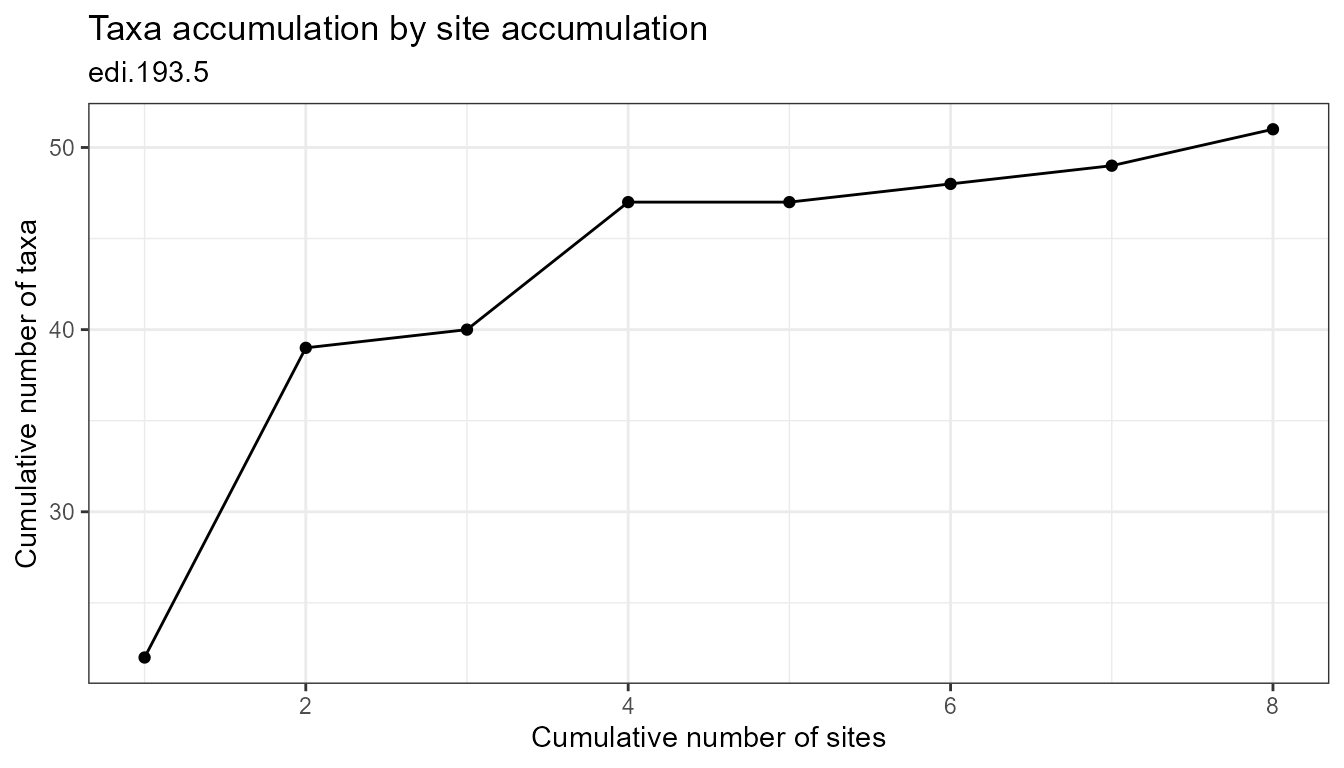 Taxa accumulation by site accumulation
edi.193.5
50
40
30
Cumulative number of taxa
2
4
6
8
Cumulative number of sites